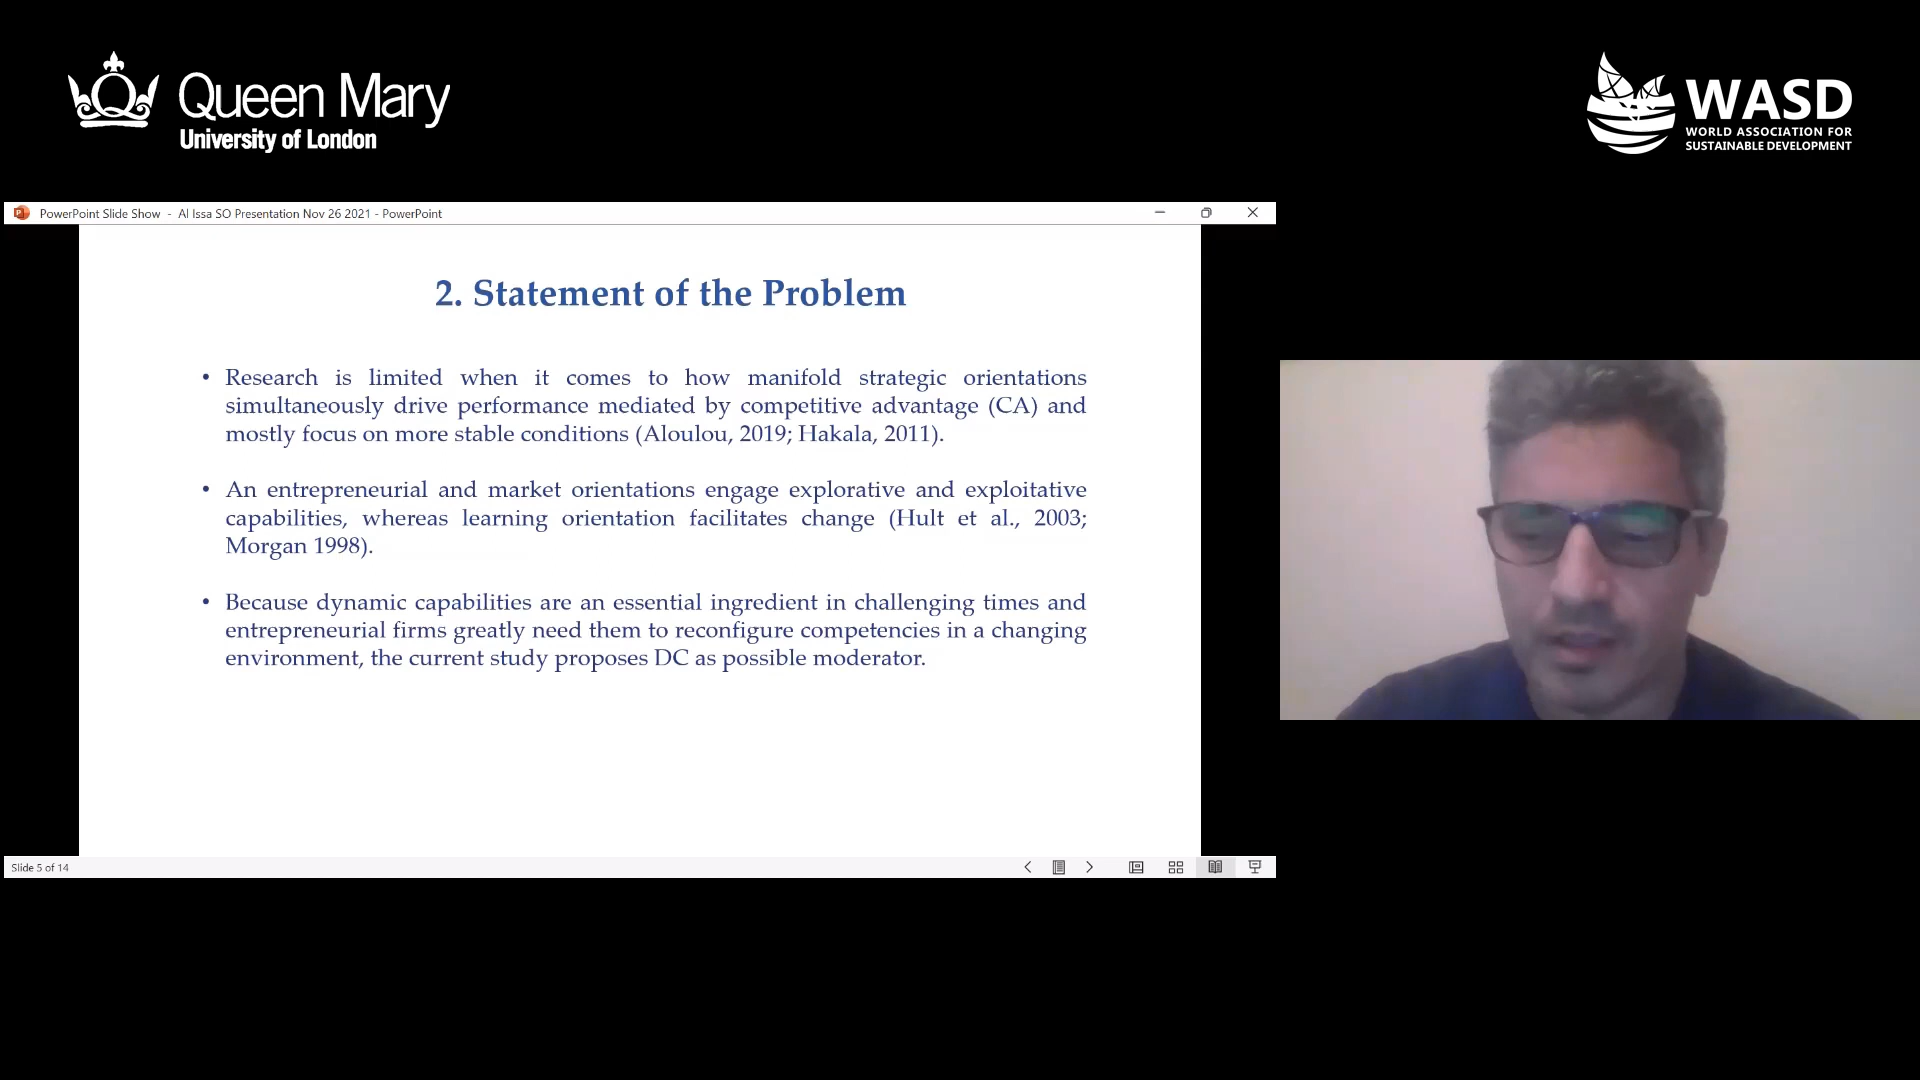 Queen Mary
University of London
WASD
WORLD ASSOCIATION FOR
SUSTAINABLE DEVELOPMENT
PowerPoint Slide Show - Al Issa SO Presentation Nov 26 2021 - PowerPoint
2. Statement of the Problem
• Research is limited when it comes to how manifold strategic orientations
simultaneously drive performance mediated by competitive advantage (CA) and
mostly focus on more stable conditions (Aloulou, 2019; Hakala, 2011).
• An entrepreneurial and market orientations engage explorative and exploitative
capabilities, whereas learning orientation facilitates change (Hult et al., 2003;
Morgan 1998).
• Because dynamic capabilities are an essential ingredient in challenging times and
entrepreneurial firms greatly need them to reconfigure competencies in a changing
environment, the current study proposes DC as possible moderator.
Slide 5 of 14